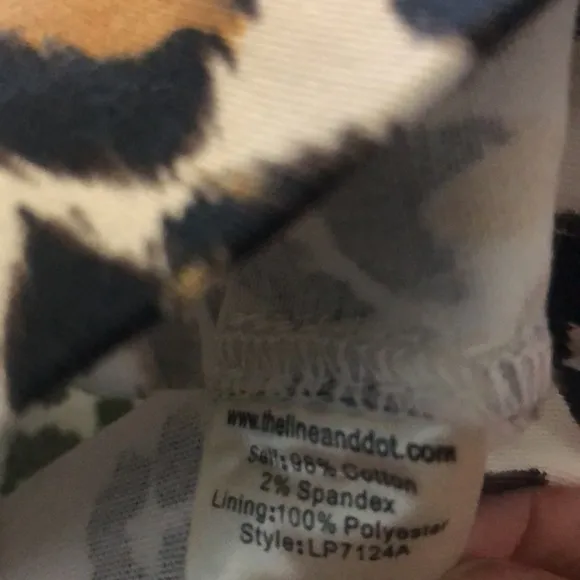 www.thelineanddot.com
Self:98% Cotton
2% Spandex
Lining:100% Polyester
Style:LP7124A